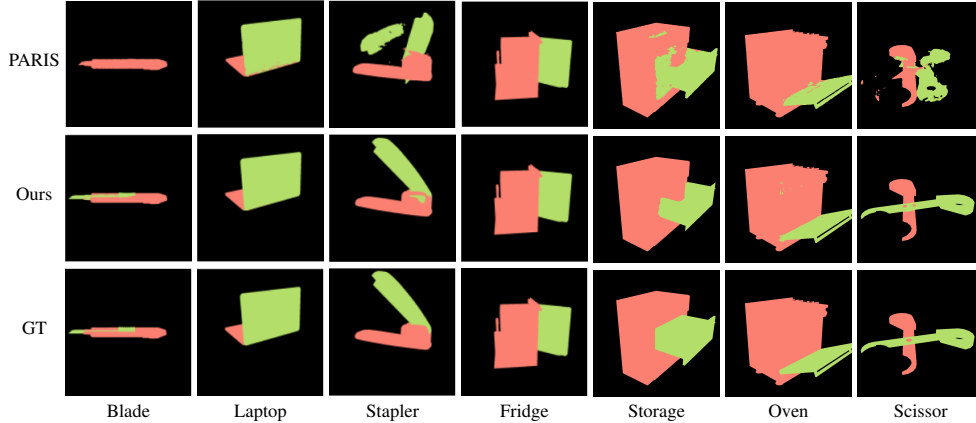 PARIS
Ours
GT
Blade
Laptop
Stapler
Fridge
Storage
Oven
Scissor